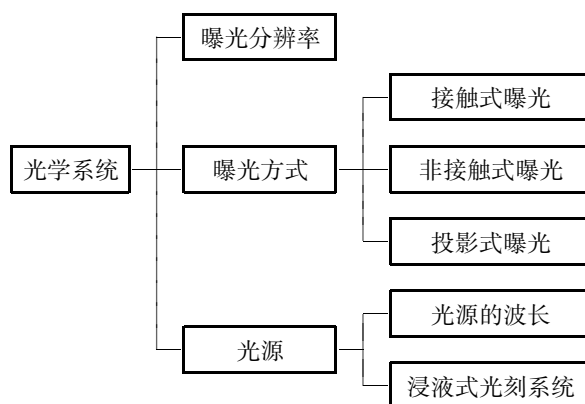 光学系统
曝光分辨率
曝光方式
接触式曝光
非接触式曝光
投影式曝光
光源
光源的波长
浸液式光刻系统